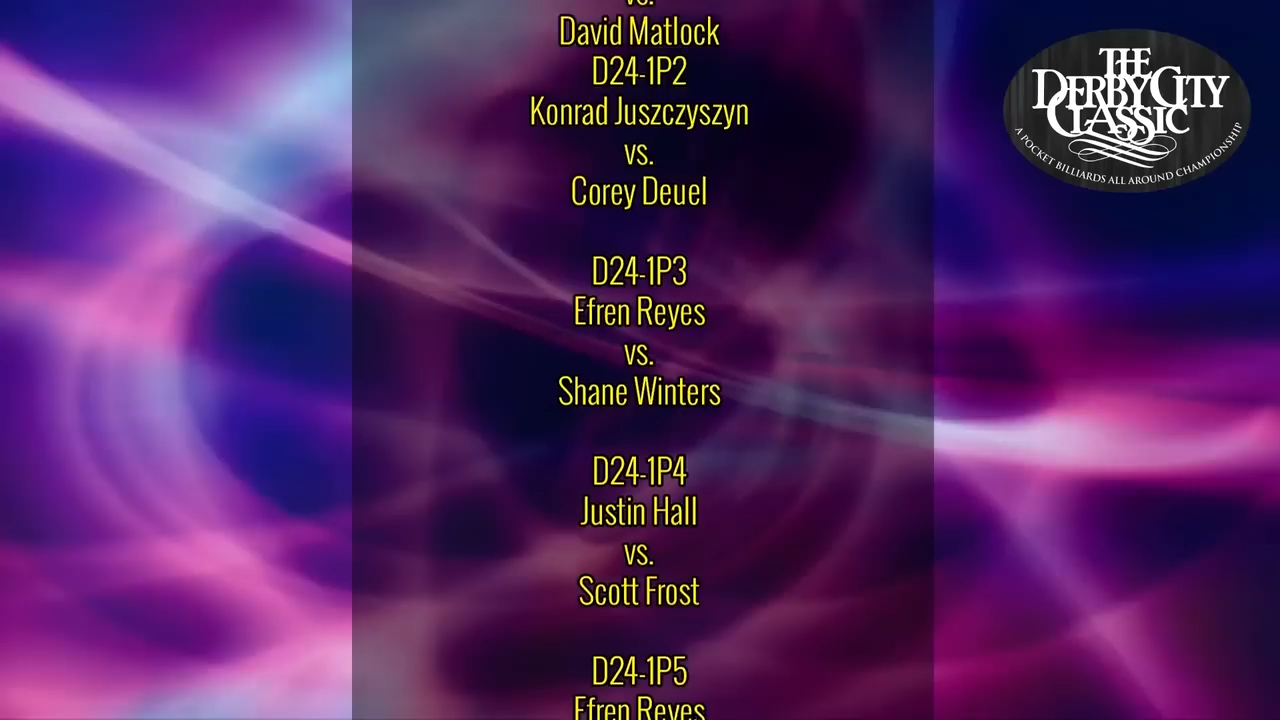 vs.
David Matlock
D24-1P2
Konrad Juszczyszyn
vs.
Corey Deuel
D24-1P3
Efren Reyes
vs.
Shane Winters
D24-1P4
Justin Hall
vs.
Scott Frost
D24-1P5
Efren Reyes
THE
DERBY CITY
CLASSIC
A POCKET BILLIARDS ALL AROUND CHAMPIONSHIP